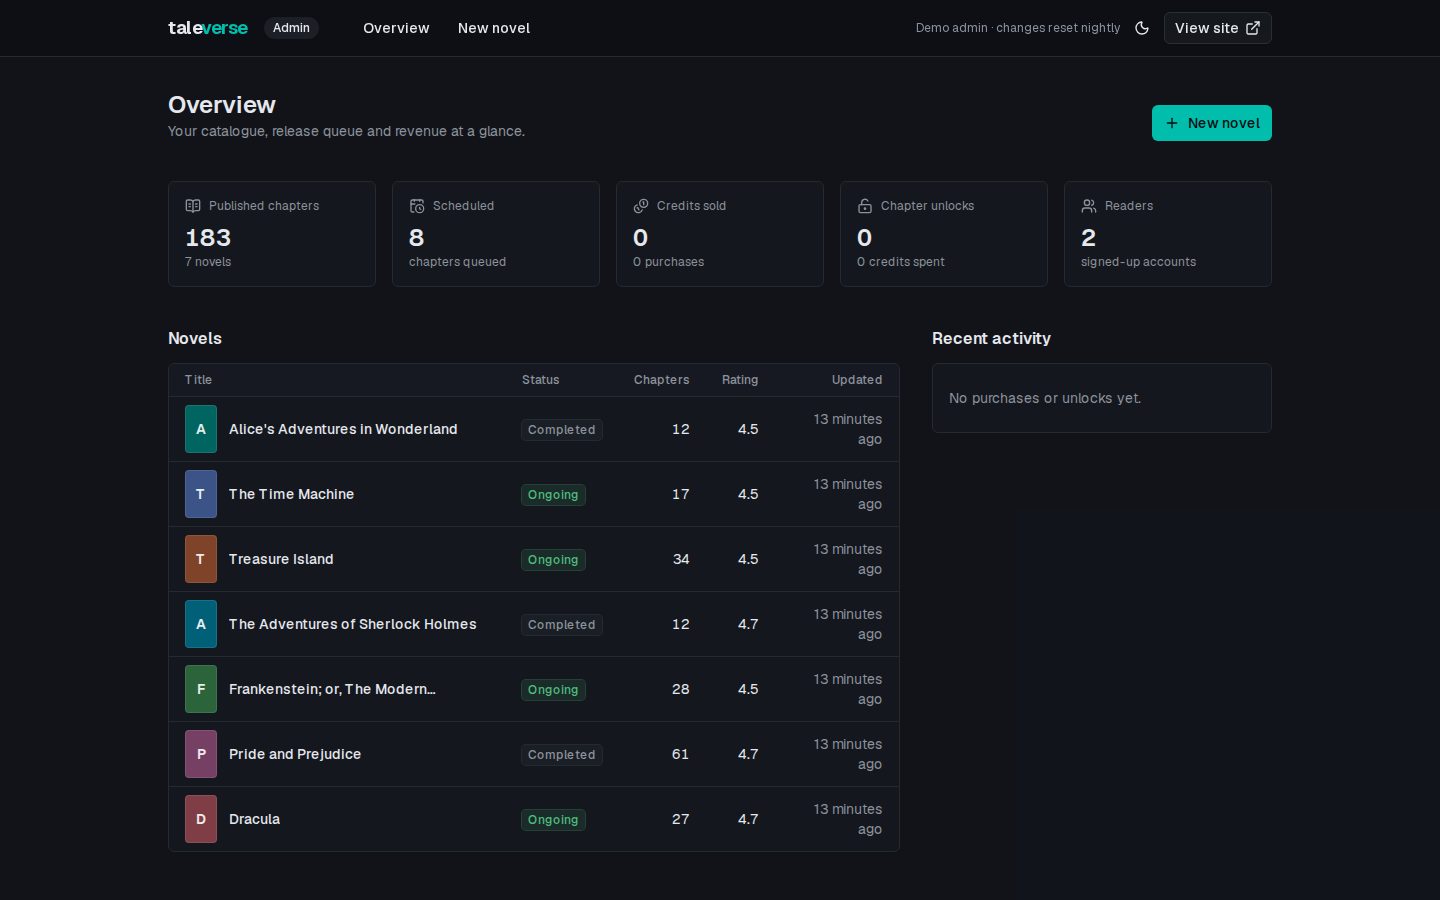 taleverse Admin Overview New novel Demo admin · changes reset nightly View site
Overview
Your catalogue, release queue and revenue at a glance.
New novel
Published chapters
183
7 novels
Scheduled
8
chapters queued
Credits sold
0
0 purchases
Chapter unlocks
0
0 credits spent
Readers
2
signed-up accounts
Novels
Title Status Chapters Rating Updated
A Alice's Adventures in Wonderland Completed 12 4.5 13 minutes
ago
T The Time Machine Ongoing 17 4.5 13 minutes
ago
T Treasure Island Ongoing 34 4.5 13 minutes
ago
A The Adventures of Sherlock Holmes Completed 12 4.7 13 minutes
ago
F Frankenstein; or, The Modern… Ongoing 28 4.5 13 minutes
ago
P Pride and Prejudice Completed 61 4.7 13 minutes
ago
D Dracula Ongoing 27 4.7 13 minutes
ago
Recent activity
No purchases or unlocks yet.